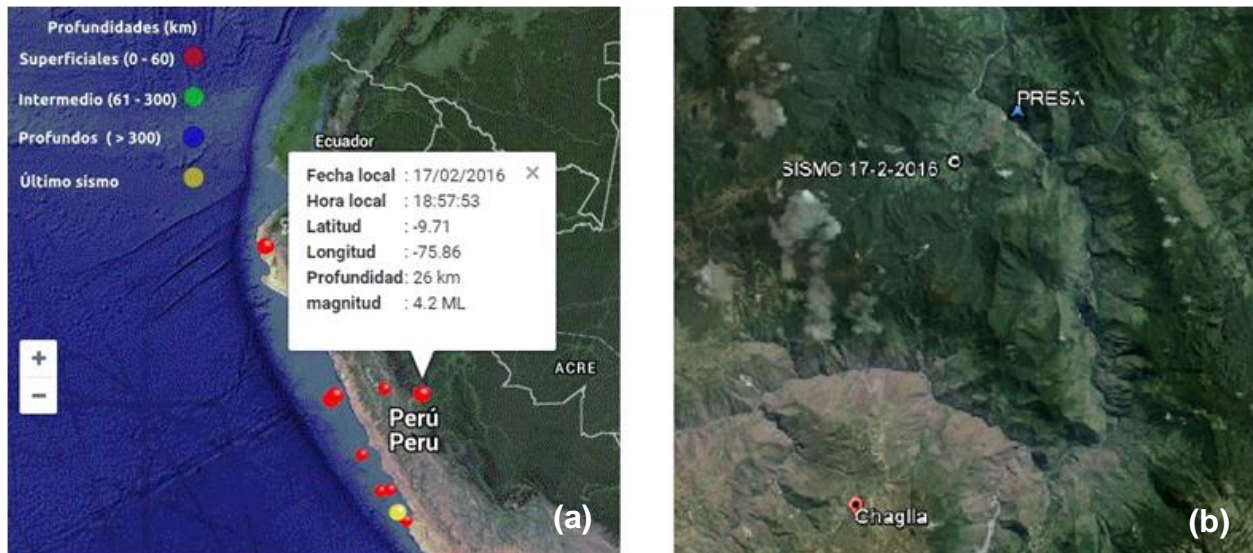 Profundidades (km)
Superficiales (0 - 60)
Intermedio (61 - 300)
Profundos ( > 300)
Último sismo
Ecuador
Fecha local : 17/02/2016 ×
Hora local : 18:57:53
Latitud : -9.71
Longitud : -75.86
Profundidad : 26 km
magnitud : 4.2 ML
+
−
ACRE
Perú
Peru
(a)
PRESA
SISMO 17-2-2016
Chaglla
(b)